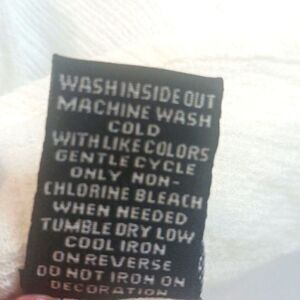 WASH INSIDE OUT
MACHINE WASH
COLD
WITH LIKE COLORS
GENTLE CYCLE
ONLY NON-
CHLORINE BLEACH
WHEN NEEDED
TUMBLE DRY LOW
COOL IRON
ON REVERSE
DO NOT IRON ON
DECORATION